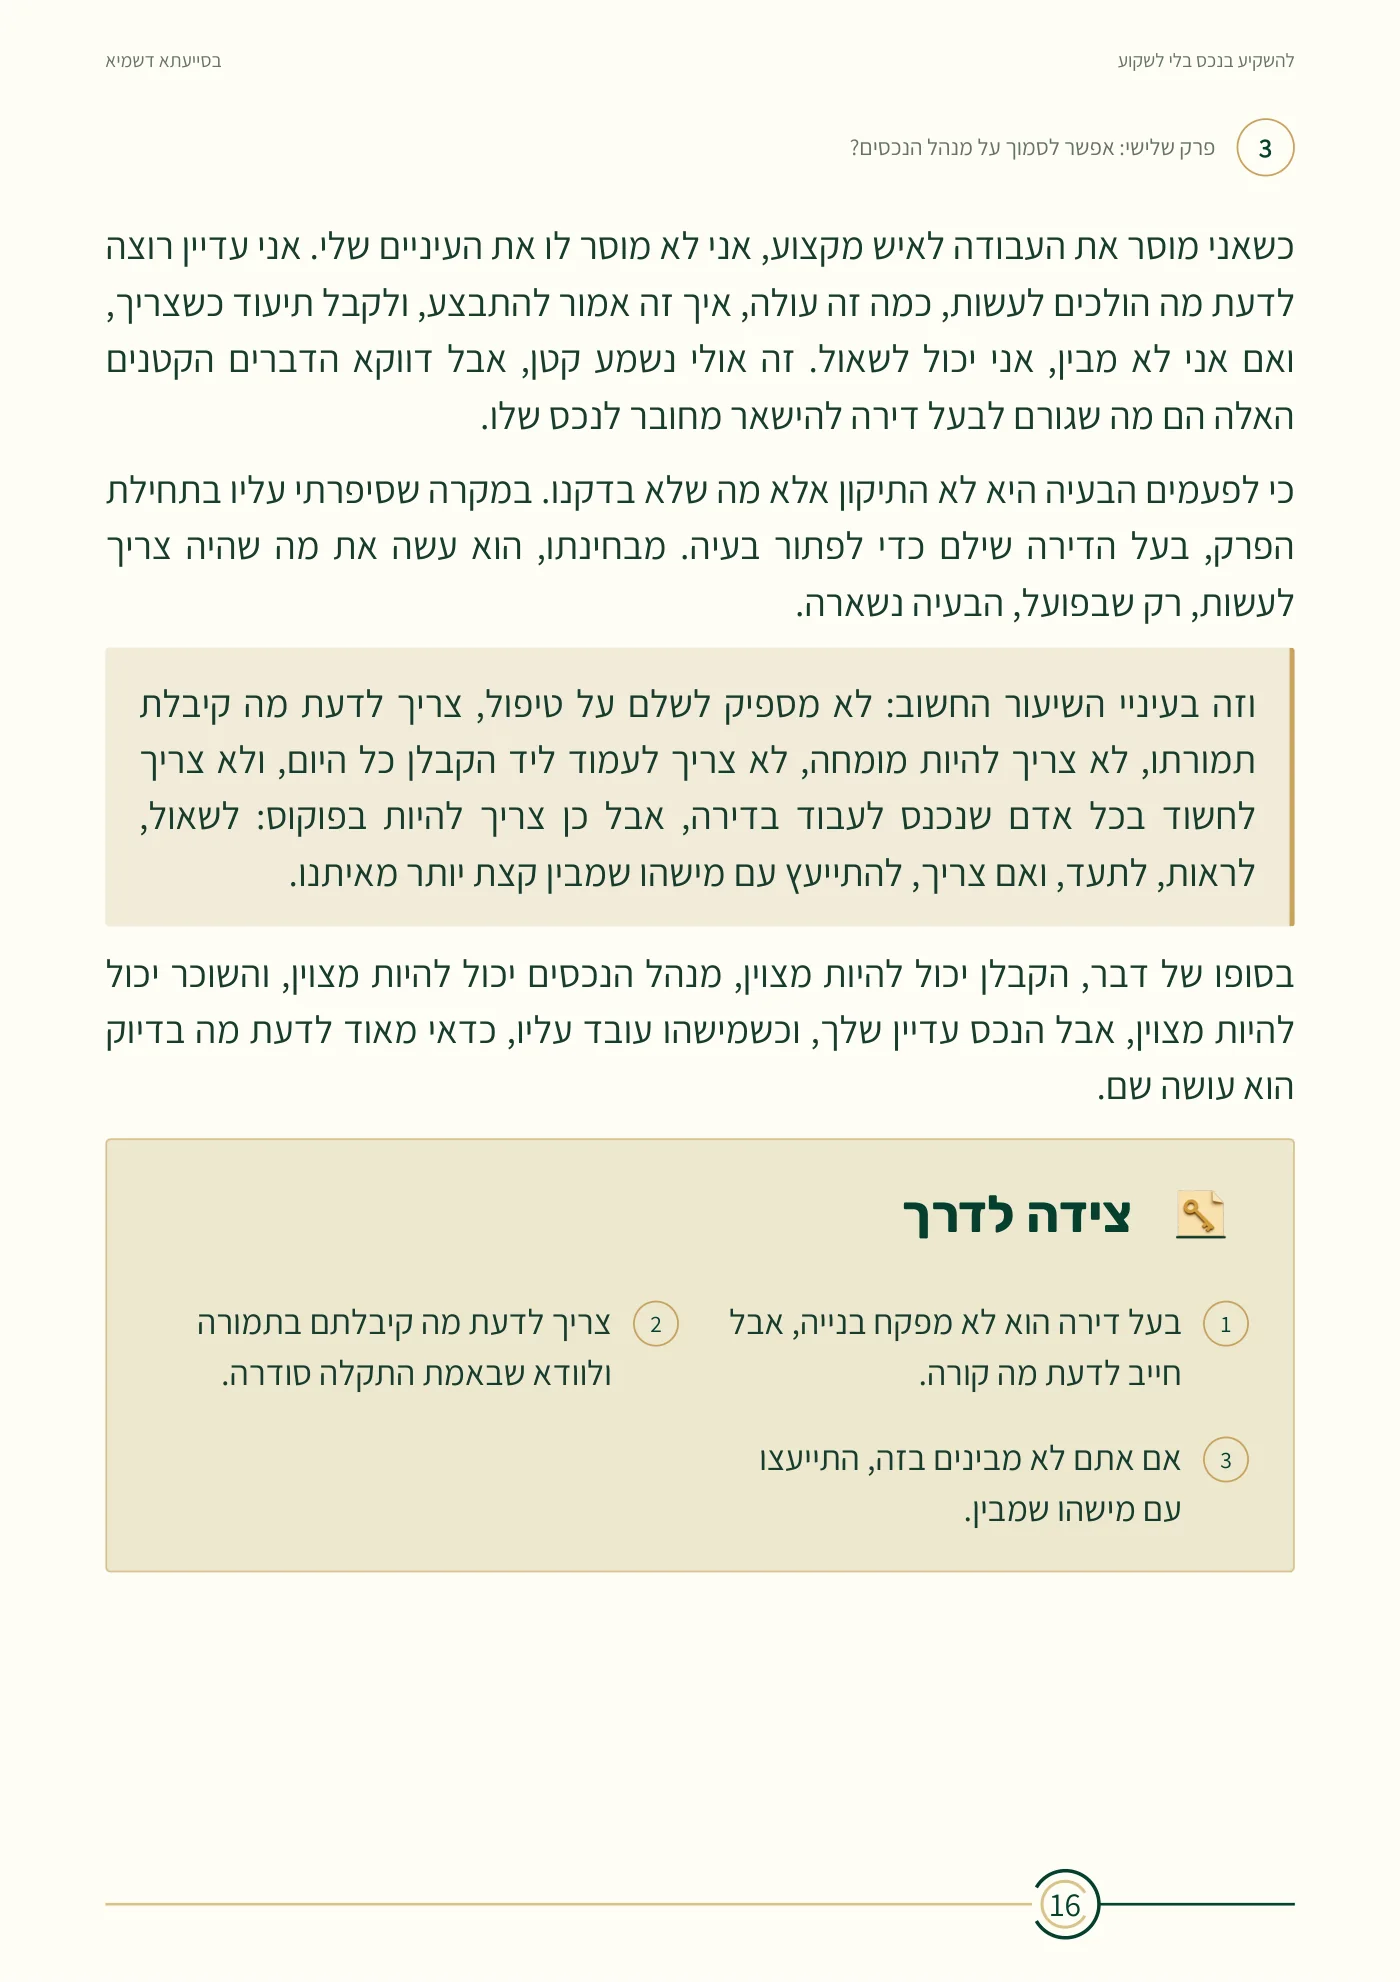 להשקיע בנכס בלי לשקוע
בסייעתא דשמיא
3
פרק שלישי: אפשר לסמוך על מנהל הנכסים?
כשאני מוסר את העבודה לאיש מקצוע, אני לא מוסר לו את העיניים שלי. אני עדיין רוצה
לדעת מה הולכים לעשות, כמה זה עולה, איך זה אמור להתבצע, ולקבל תיעוד כשצריך,
ואם אני לא מבין, אני יכול לשאול. זה אולי נשמע קטן, אבל דווקא הדברים הקטנים
האלה הם מה שגורם לבעל דירה להישאר מחובר לנכס שלו.
כי לפעמים הבעיה היא לא התיקון אלא מה שלא בדקנו. במקרה שסיפרתי עליו בתחילת
הפרק, בעל הדירה שילם כדי לפתור בעיה. מבחינתו, הוא עשה את מה שהיה צריך
לעשות, רק שבפועל, הבעיה נשארה.
וזה בעיניי השיעור החשוב: לא מספיק לשלם על טיפול, צריך לדעת מה קיבלת
תמורתו, לא צריך להיות מומחה, לא צריך לעמוד ליד הקבלן כל היום, ולא צריך
לחשוד בכל אדם שנכנס לעבוד בדירה, אבל כן צריך להיות בפוקוס: לשאול,
לראות, לתעד, ואם צריך, להתייעץ עם מישהו שמבין קצת יותר מאיתנו.
בסופו של דבר, הקבלן יכול להיות מצוין, מנהל הנכסים יכול להיות מצוין, והשוכר יכול
להיות מצוין, אבל הנכס עדיין שלך, וכשמישהו עובד עליו, כדאי מאוד לדעת מה בדיוק
הוא עושה שם.
צידה לדרך
1
בעל דירה הוא לא מפקח בנייה, אבל
חייב לדעת מה קורה.
2
צריך לדעת מה קיבלתם בתמורה
ולוודא שבאמת התקלה סודרה.
3
אם אתם לא מבינים בזה, התייעצו
עם מישהו שמבין.
16